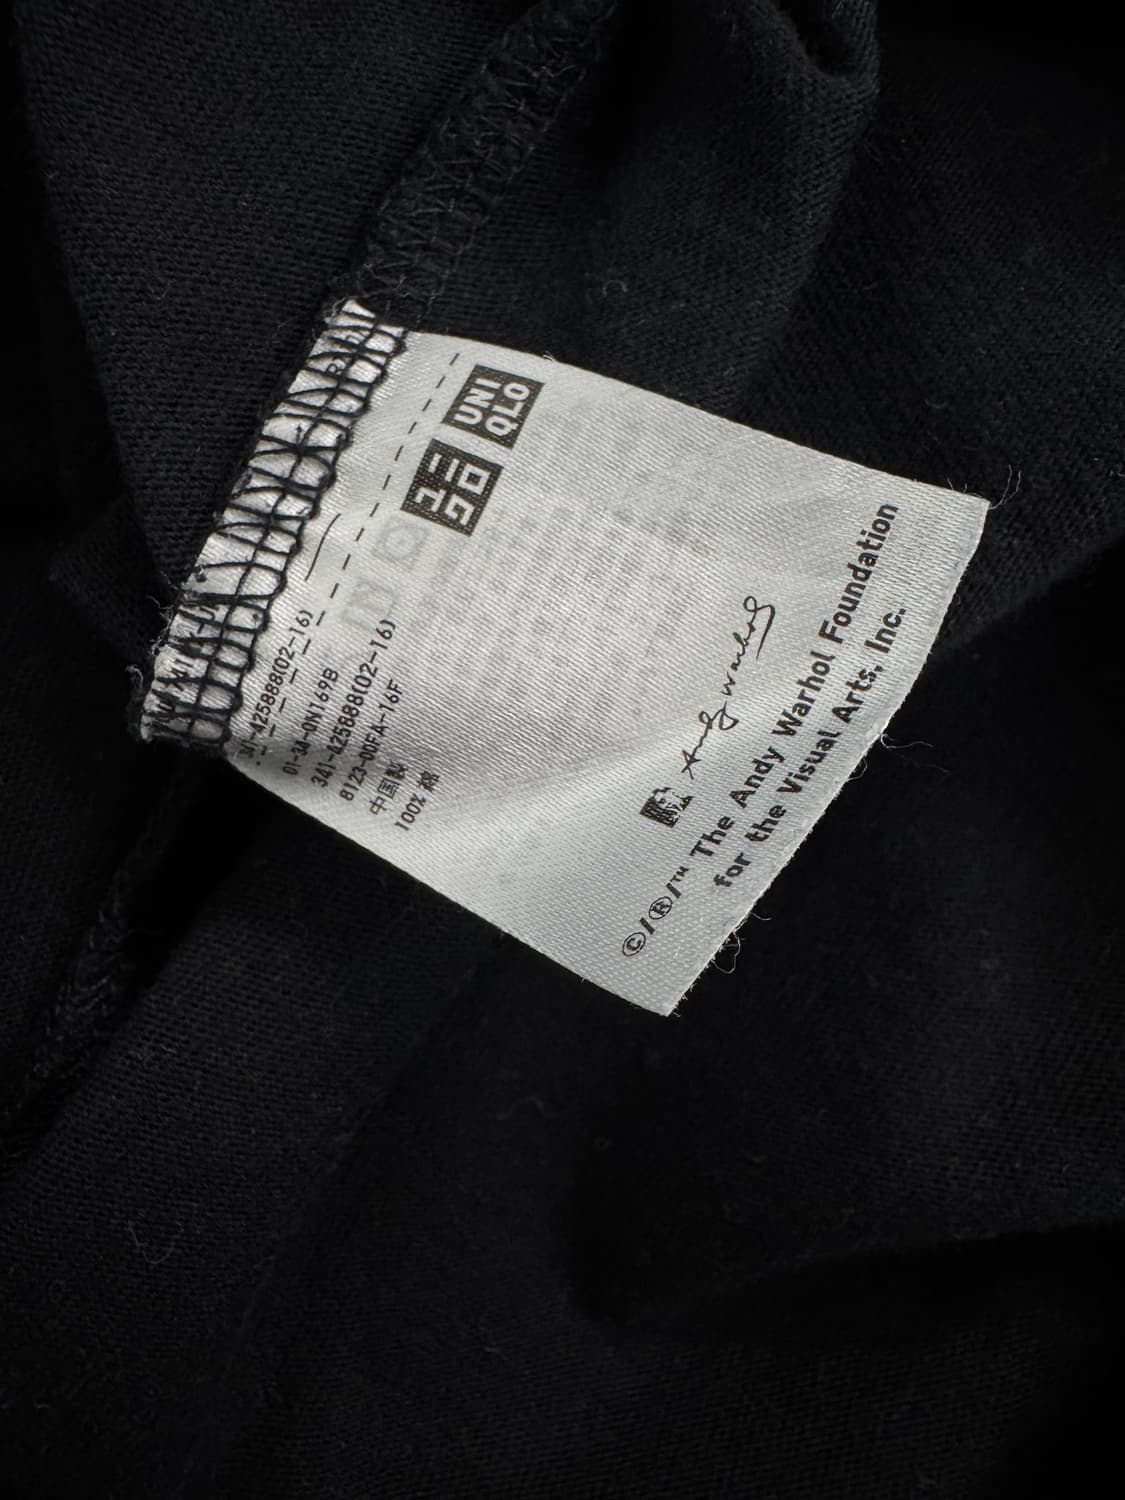 ユニ
クロ
UNI
QLO
341-425888(02-16)
01-3A-0N169B
341-425888(02-16)
8123-00FA-16F
中国製
100% 綿
Andy Warhol
©/®/™ The Andy Warhol Foundation
for the Visual Arts, Inc.